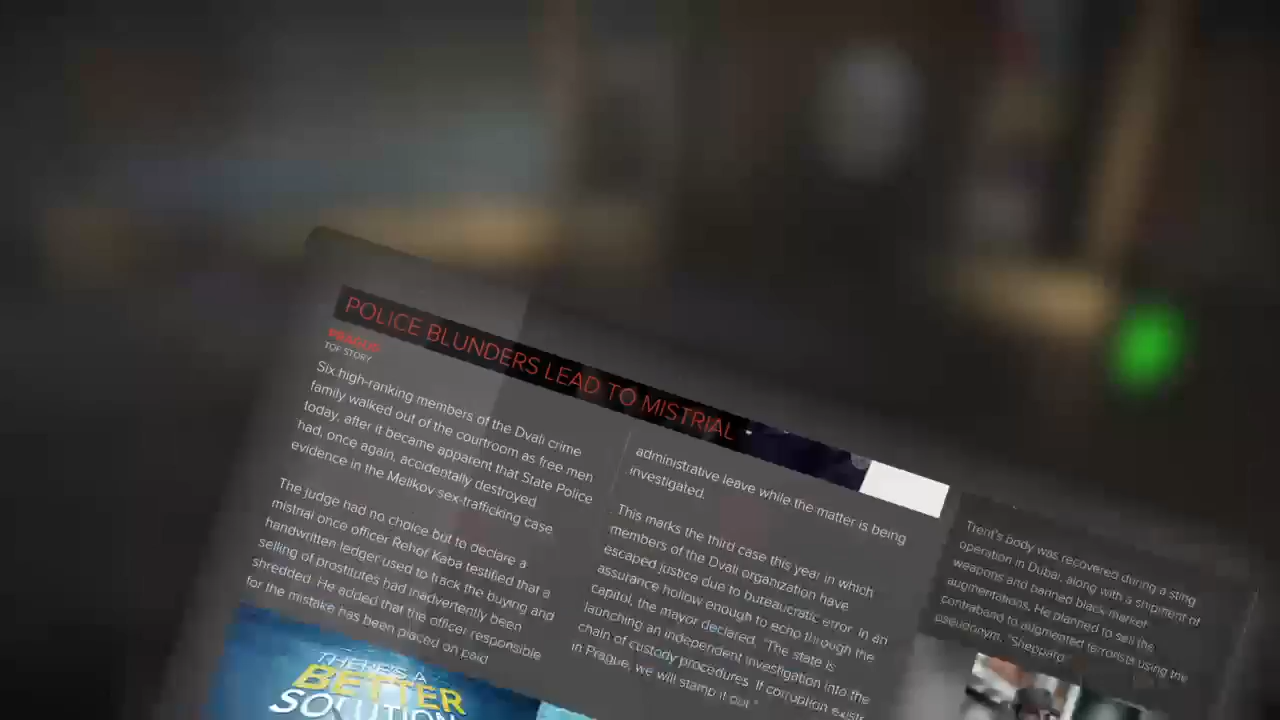 POLICE BLUNDERS LEAD TO MISTRIAL
PRAGUE
TOP STORY
Six high-ranking members of the Dvali crime
family walked out of the courtroom as free men
today, after it became apparent that State Police
had, once again, accidentally destroyed
evidence in the Melikov sex-trafficking case.
The judge had no choice but to declare a
mistrial once officer Rehor Kaba testified that a
handwritten ledger used to track the buying and
selling of prostitutes had inadvertently been
shredded. He added that the officer responsible
for the mistake has been placed on paid
administrative leave while the matter is being
investigated.
This marks the third case this year in which
members of the Dvali organization have
escaped justice due to bureaucratic error. In an
assurance hollow enough to echo through the
capitol, the mayor declared, "The state is
launching an independent investigation into the
chain of custody procedures. If corruption exists
in Prague, we will stamp it out."
Trent's body was recovered during a sting
operation in Dubai, along with a shipment of
weapons and banned black-market
augmentations. He planned to sell the
contraband to augmented terrorists using the
pseudonym, "Sheppard
THERE'S A
BETTER
SOLUTION